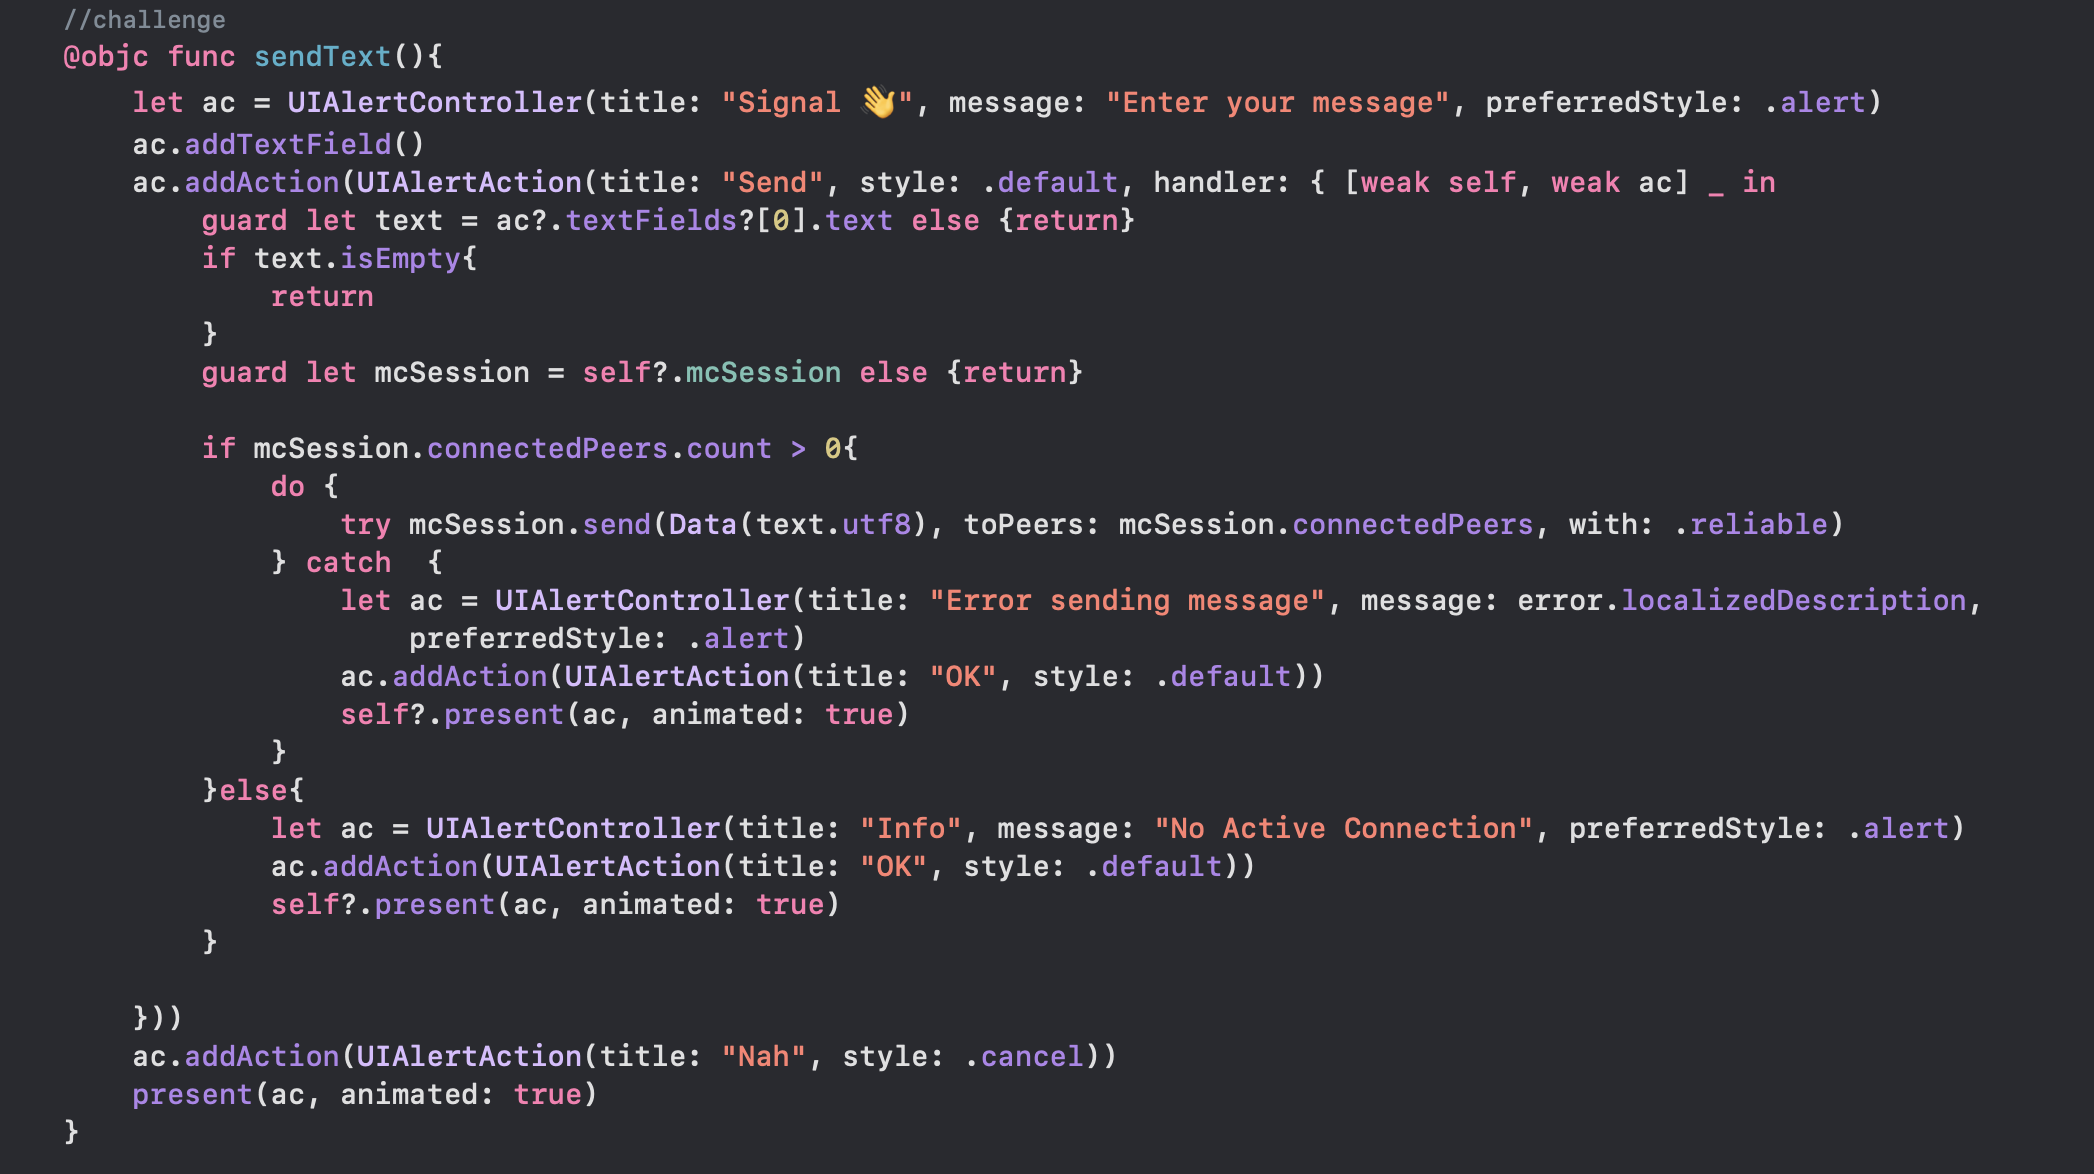 //challenge
@objc func sendText(){
    let ac = UIAlertController(title: "Signal 👋", message: "Enter your message", preferredStyle: .alert)
    ac.addTextField()
    ac.addAction(UIAlertAction(title: "Send", style: .default, handler: { [weak self, weak ac] _ in
        guard let text = ac?.textFields?[0].text else {return}
        if text.isEmpty{
            return
        }
        guard let mcSession = self?.mcSession else {return}

        if mcSession.connectedPeers.count > 0{
            do {
                try mcSession.send(Data(text.utf8), toPeers: mcSession.connectedPeers, with: .reliable)
            } catch  {
                let ac = UIAlertController(title: "Error sending message", message: error.localizedDescription,
                    preferredStyle: .alert)
                ac.addAction(UIAlertAction(title: "OK", style: .default))
                self?.present(ac, animated: true)
            }
        }else{
            let ac = UIAlertController(title: "Info", message: "No Active Connection", preferredStyle: .alert)
            ac.addAction(UIAlertAction(title: "OK", style: .default))
            self?.present(ac, animated: true)
        }

    }))
    ac.addAction(UIAlertAction(title: "Nah", style: .cancel))
    present(ac, animated: true)
}